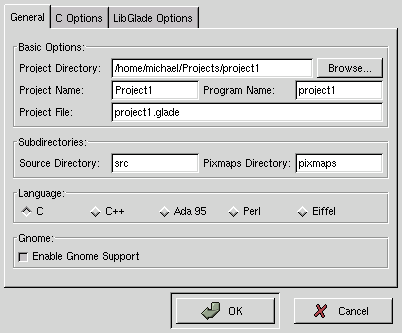 General C Options LibGlade Options
Basic Options:
Project Directory: /home/michael/Projects/project1 Browse...
Project Name: Project1 Program Name: project1
Project File: project1.glade
Subdirectories:
Source Directory: src Pixmaps Directory: pixmaps
Language:
C C++ Ada 95 Perl Eiffel
Gnome:
Enable Gnome Support
OK Cancel